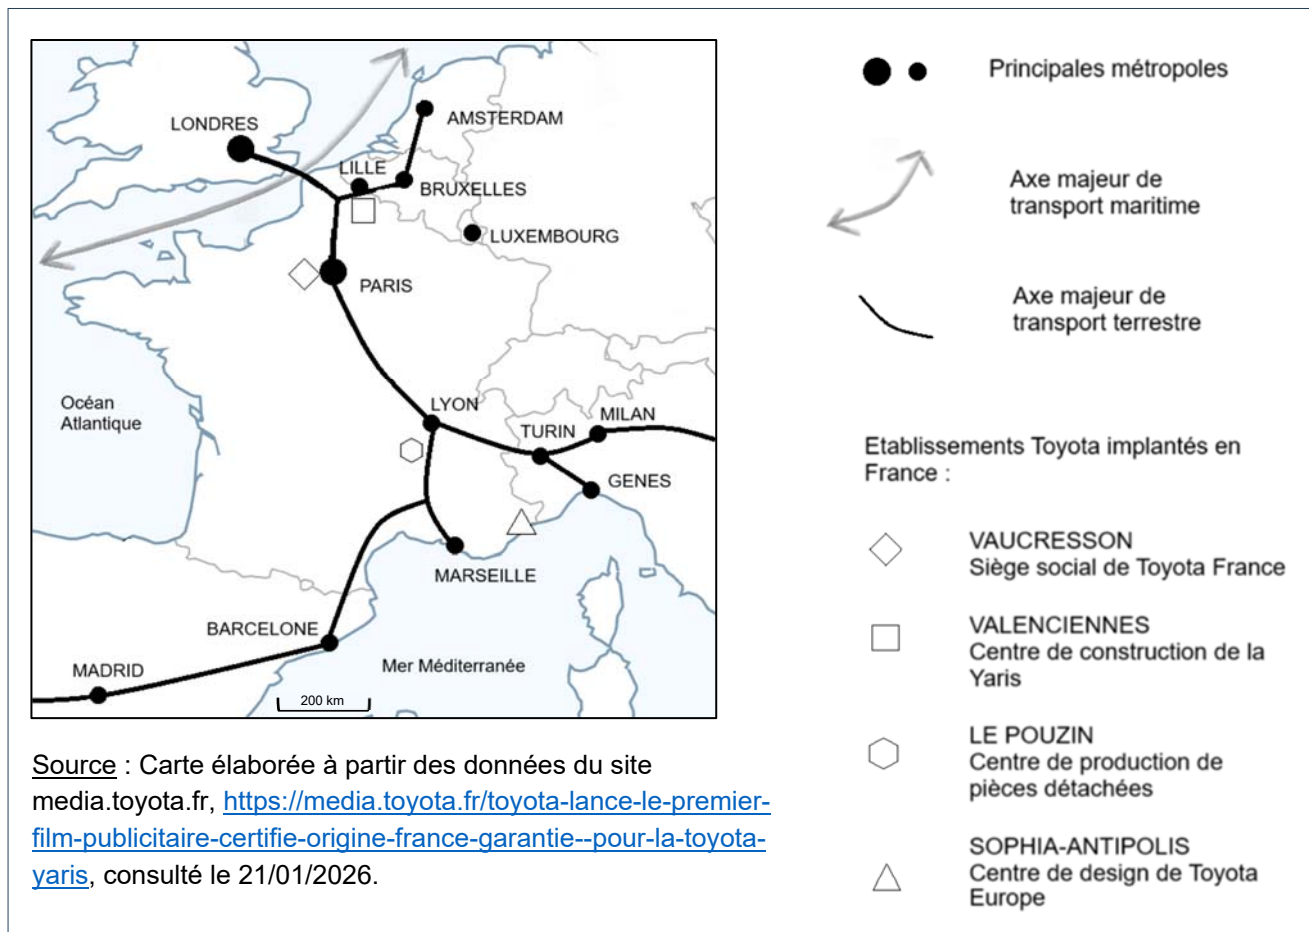 LONDRES
AMSTERDAM
LILLE
BRUXELLES
LUXEMBOURG
PARIS
Océan
Atlantique
LYON
MILAN
TURIN
GENES
MARSEILLE
BARCELONE
Mer Méditerranée
MADRID
200 km
Principales métropoles
Axe majeur de
transport maritime
Axe majeur de
transport terrestre
Etablissements Toyota implantés en
France :
VAUCRESSON
Siège social de Toyota France
VALENCIENNES
Centre de construction de la
Yaris
LE POUZIN
Centre de production de
pièces détachées
SOPHIA-ANTIPOLIS
Centre de design de Toyota
Europe
Source : Carte élaborée à partir des données du site
media.toyota.fr, https://media.toyota.fr/toyota-lance-le-premier-
film-publicitaire-certifie-origine-france-garantie--pour-la-toyota-
yaris, consulté le 21/01/2026.